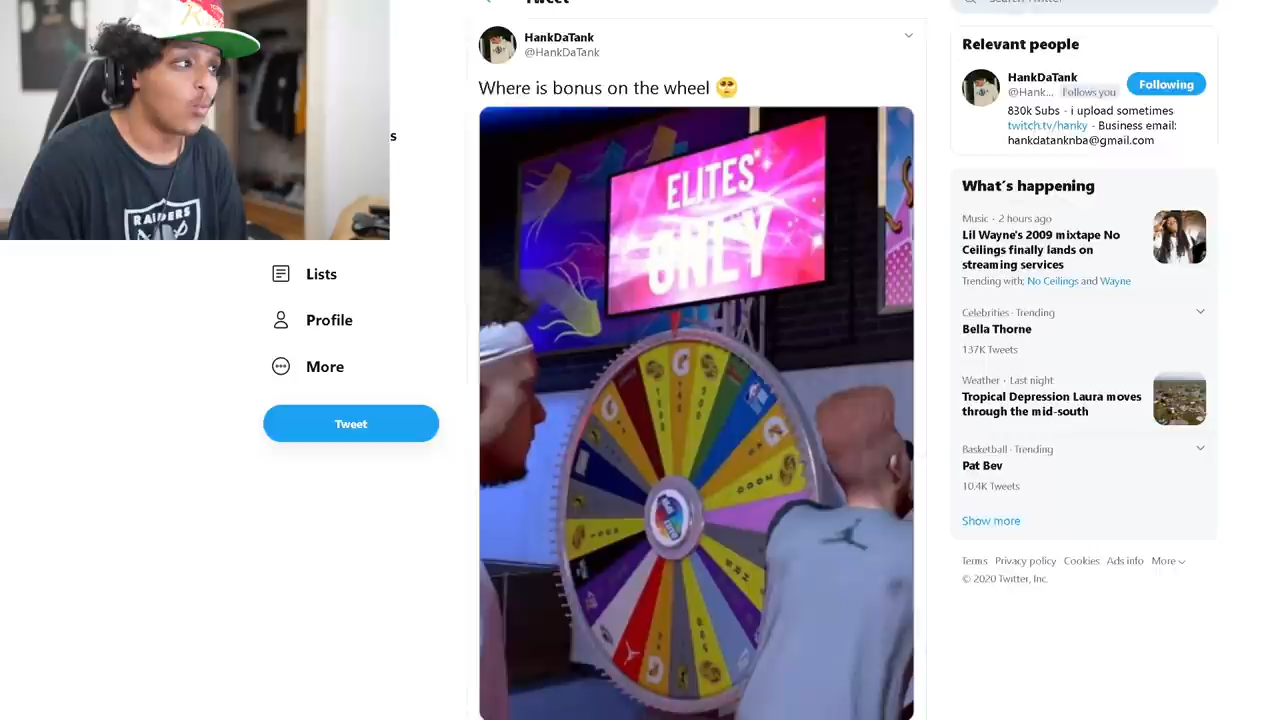 Tweet
Search Twitter
HankDaTank
@HankDaTank
Where is bonus on the wheel 🥺
ELITES
ONLY
RAIDERS
s
Lists
Profile
More
Tweet
Relevant people
HankDaTank
@Hank... Follows you
Following
830k Subs - i upload sometimes
twitch.tv/hanky - Business email:
hankdatanknba@gmail.com
What's happening
Music · 2 hours ago
Lil Wayne's 2009 mixtape No
Ceilings finally lands on
streaming services
Trending with: No Ceilings and Wayne
Celebrities · Trending
Bella Thorne
137K Tweets
Weather · Last night
Tropical Depression Laura moves
through the mid-south
Basketball · Trending
Pat Bev
10.4K Tweets
Show more
Terms Privacy policy Cookies Ads info More
© 2020 Twitter, Inc.